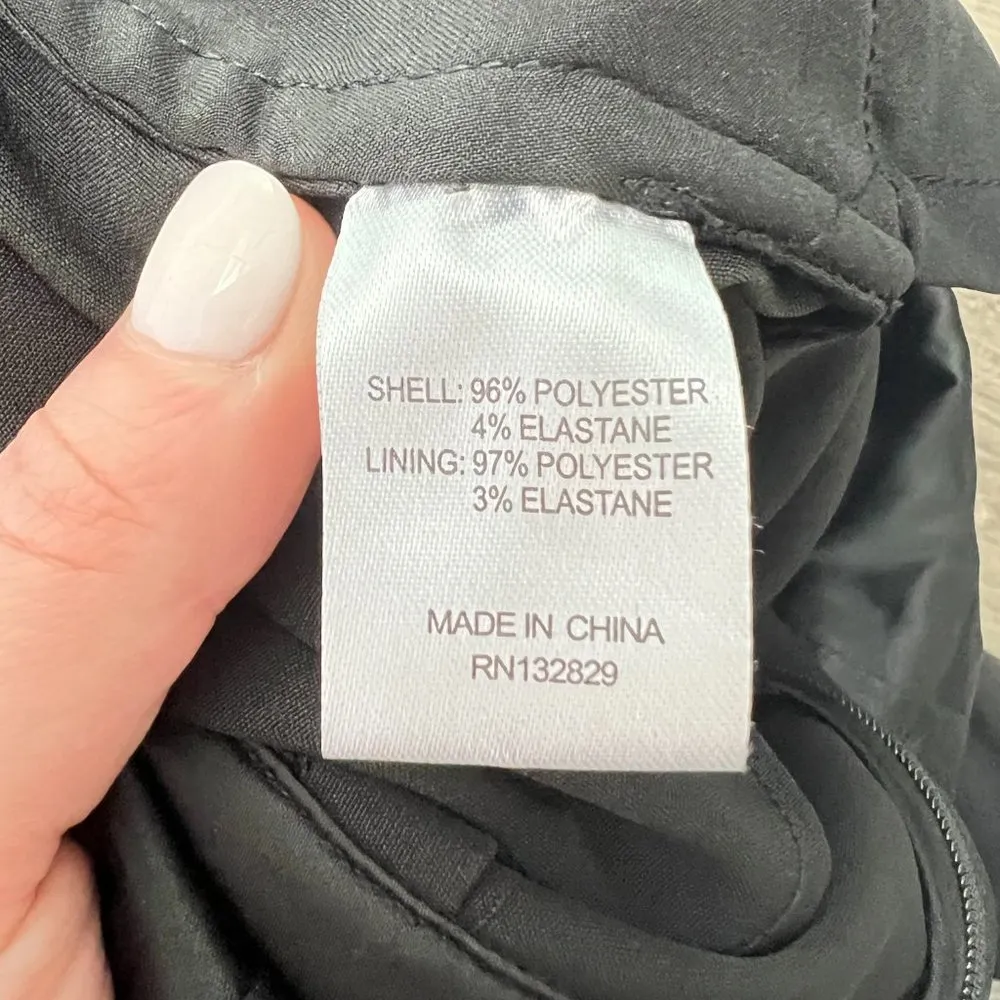 SHELL: 96% POLYESTER
4% ELASTANE
LINING: 97% POLYESTER
3% ELASTANE
MADE IN CHINA
RN132829